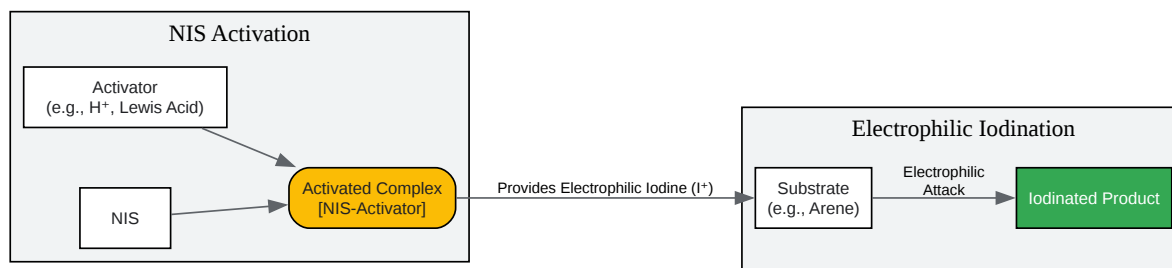 NIS Activation
Activator
(e.g., H⁺, Lewis Acid)
NIS
Activated Complex
[NIS-Activator]
Provides Electrophilic Iodine (I⁺)
Electrophilic Iodination
Substrate
(e.g., Arene)
Electrophilic
Attack
Iodinated Product